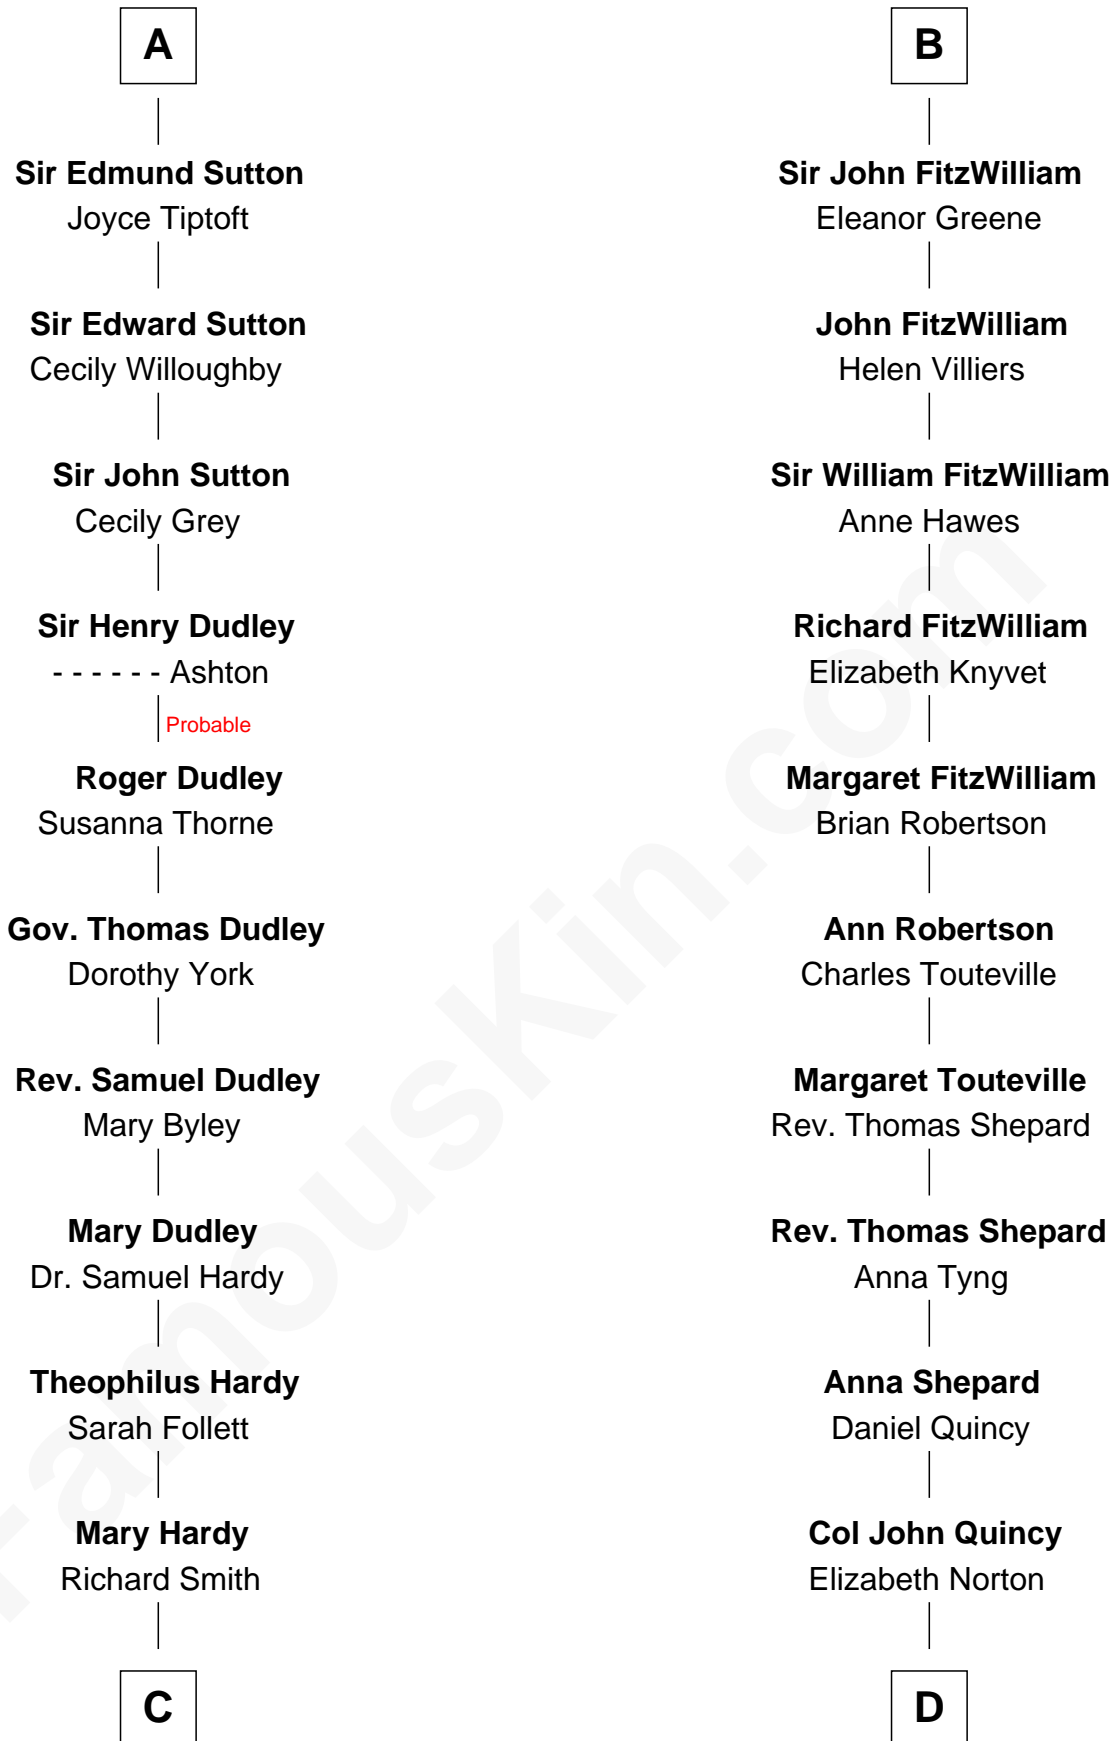 A
Sir Edmund Sutton
Joyce Tiptoft
Sir Edward Sutton
Cecily Willoughby
Sir John Sutton
Cecily Grey
Sir Henry Dudley
- - - - - - Ashton
Probable
Roger Dudley
Susanna Thorne
Gov. Thomas Dudley
Dorothy York
Rev. Samuel Dudley
Mary Byley
Mary Dudley
Dr. Samuel Hardy
Theophilus Hardy
Sarah Follett
Mary Hardy
Richard Smith
C
B
Sir John FitzWilliam
Eleanor Greene
John FitzWilliam
Helen Villiers
Sir William FitzWilliam
Anne Hawes
Richard FitzWilliam
Elizabeth Knyvet
Margaret FitzWilliam
Brian Robertson
Ann Robertson
Charles Touteville
Margaret Touteville
Rev. Thomas Shepard
Rev. Thomas Shepard
Anna Tyng
Anna Shepard
Daniel Quincy
Col John Quincy
Elizabeth Norton
D
FamousKin.com